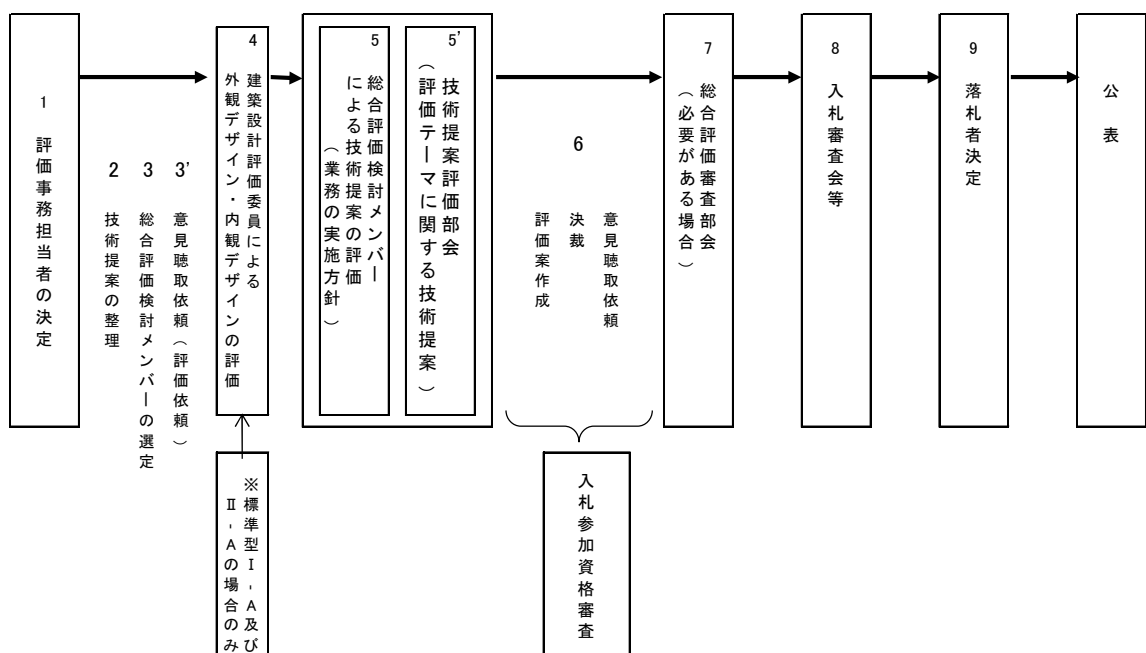 1 評価事務担当者の決定
2 技術提案の整理
3 総合評価検討メンバーの選定
3' 意見聴取依頼(評価依頼)
4 建築設計評価委員による
外観デザイン・内観デザインの評価
※標準型Ⅰ-A及び
Ⅱ-Aの場合のみ
5 総合評価検討メンバー
による技術提案の評価
(業務の実施方針)
5' 技術提案評価部会
(評価テーマに関する技術提案)
6
意見聴取依頼
決裁
評価案作成
入札参加資格審査
7 総合評価審査部会
(必要がある場合)
8 入札審査会等
9 落札者決定
公表